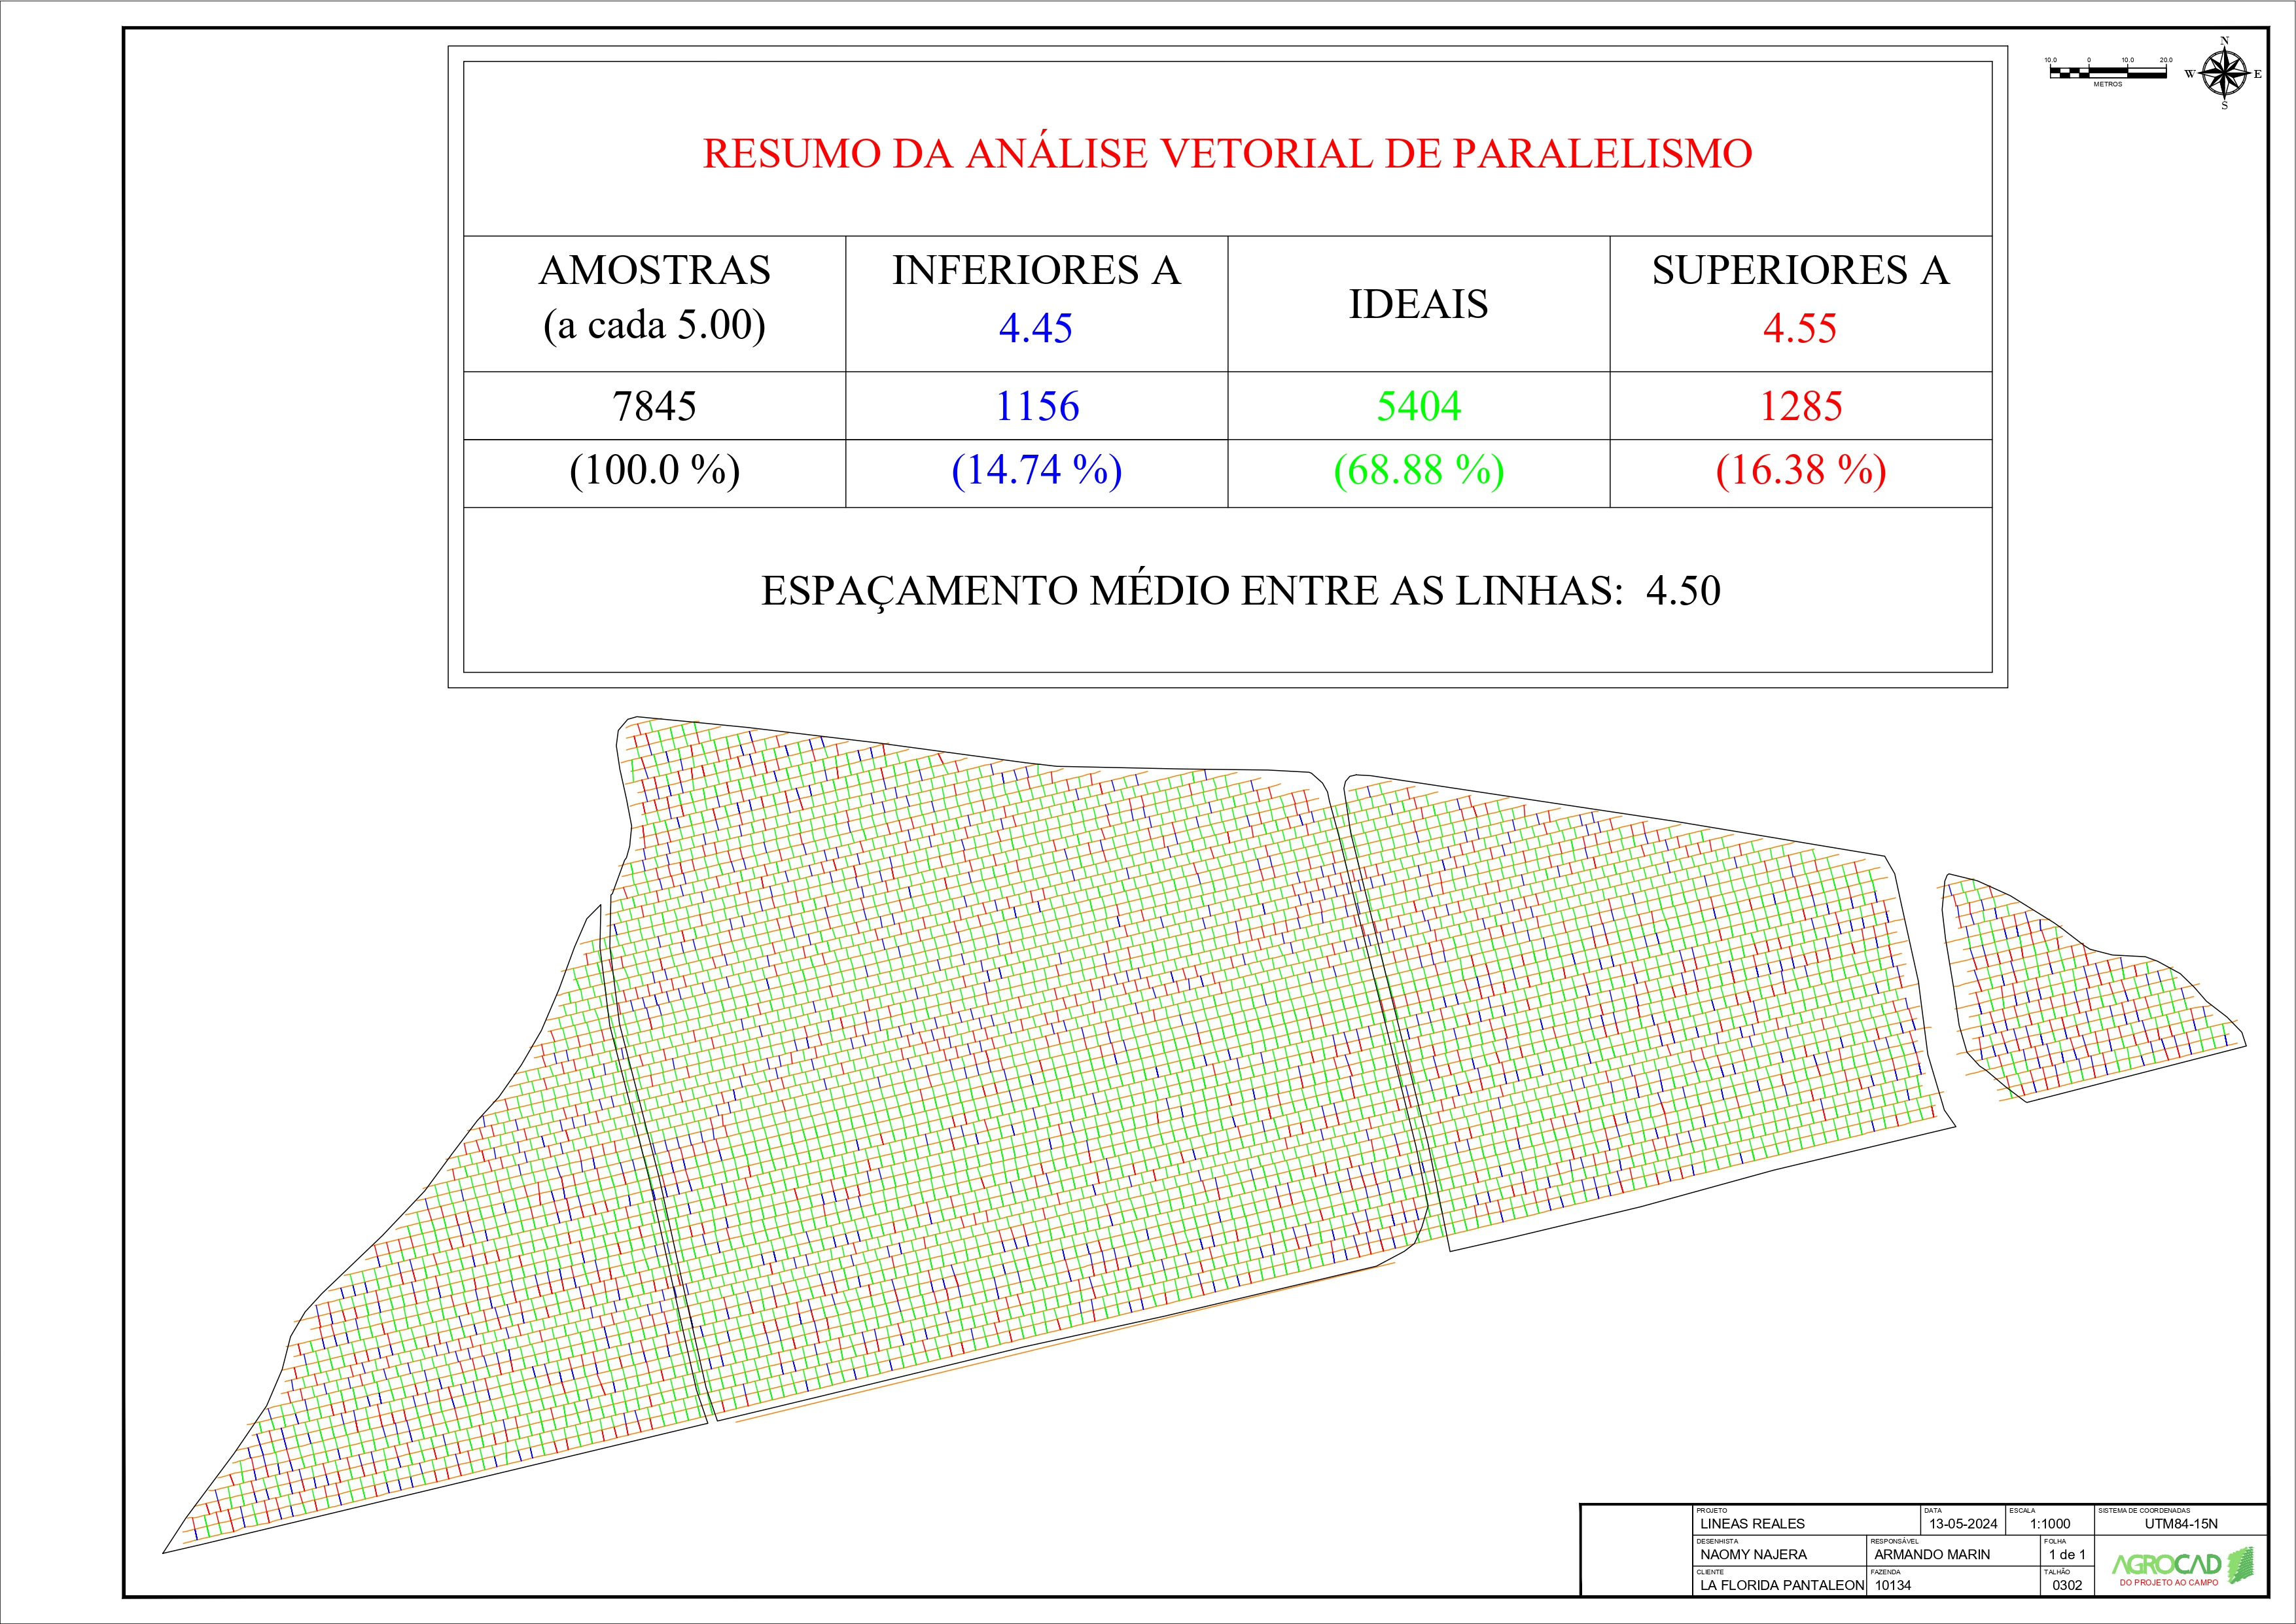 10.0 0 10.0 20.0
METROS
N
W E
S
RESUMO DA ANÁLISE VETORIAL DE PARALELISMO
AMOSTRAS
(a cada 5.00)
INFERIORES A
4.45
IDEAIS
SUPERIORES A
4.55
7845 1156 5404 1285
(100.0 %) (14.74 %) (68.88 %) (16.38 %)
ESPAÇAMENTO MÉDIO ENTRE AS LINHAS: 4.50
PROJETO DATA ESCALA SISTEMA DE COORDENADAS
LINEAS REALES 13-05-2024 1:1000 UTM84-15N
DESENHISTA RESPONSÁVEL FOLHA
NAOMY NAJERA ARMANDO MARIN 1 de 1
CLIENTE FAZENDA TALHÃO
LA FLORIDA PANTALEON 10134 0302
AGROCAD
DO PROJETO AO CAMPO